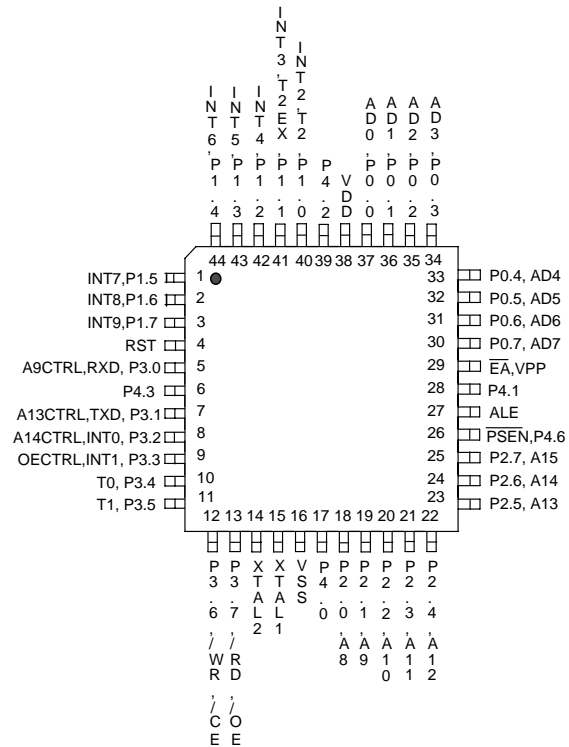 INT6,P1.4
INT5,P1.3
INT4,P1.2
INT3,T2EX,P1.1
INT2,T2,P1.0
P4.2
VDD
AD0,P0.0
AD1,P0.1
AD2,P0.2
AD3,P0.3
44 43 42 41 40 39 38 37 36 35 34
INT7,P1.5 1
INT8,P1.6 2
INT9,P1.7 3
RST 4
A9CTRL,RXD, P3.0 5
P4.3 6
A13CTRL,TXD, P3.1 7
A14CTRL,INT0, P3.2 8
OECTRL,INT1, P3.3 9
T0, P3.4 10
T1, P3.5 11
33 P0.4, AD4
32 P0.5, AD5
31 P0.6, AD6
30 P0.7, AD7
29 EA,VPP
28 P4.1
27 ALE
26 PSEN,P4.6
25 P2.7, A15
24 P2.6, A14
23 P2.5, A13
12 13 14 15 16 17 18 19 20 21 22
P3.6,/WR,/CE
P3.7,/RD,/OE
XTAL2
XTAL1
VSS
P4.0
P2.0,A8
P2.1,A9
P2.2,A10
P2.3,A11
P2.4,A12